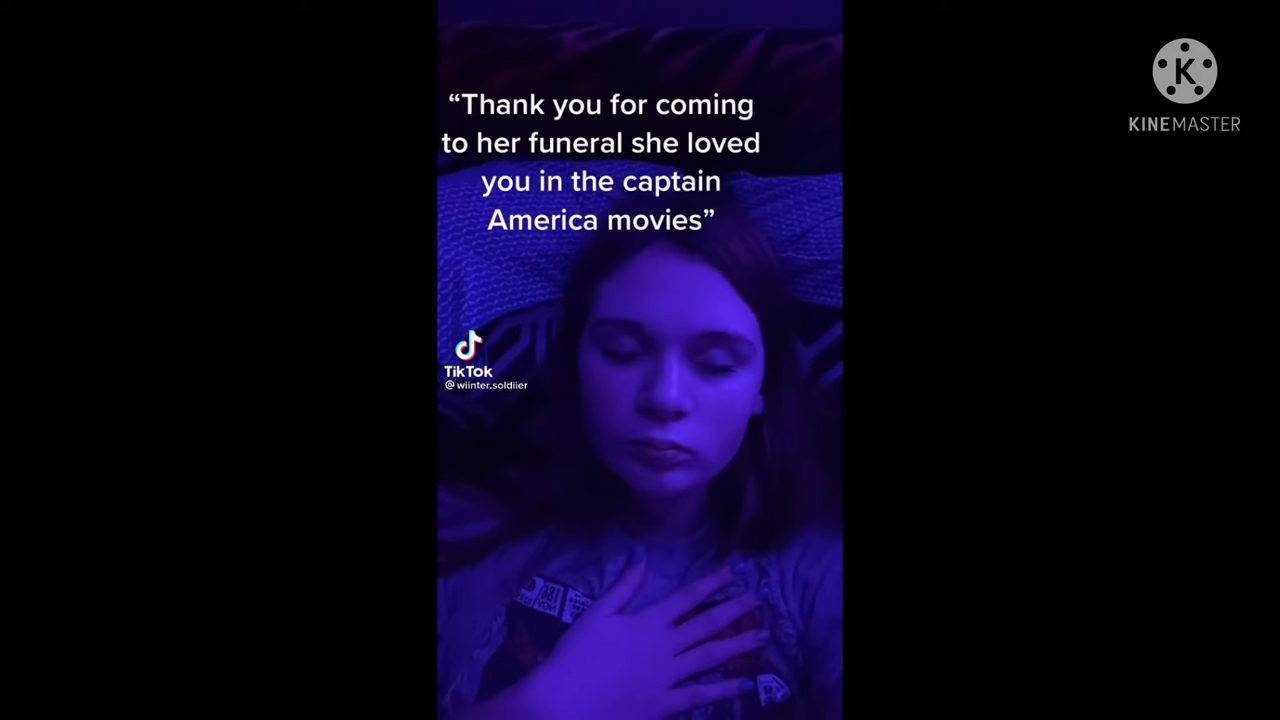 “Thank you for coming
to her funeral she loved
you in the captain
America movies”
TikTok
@wiinter.soldiier
K
KINEMASTER